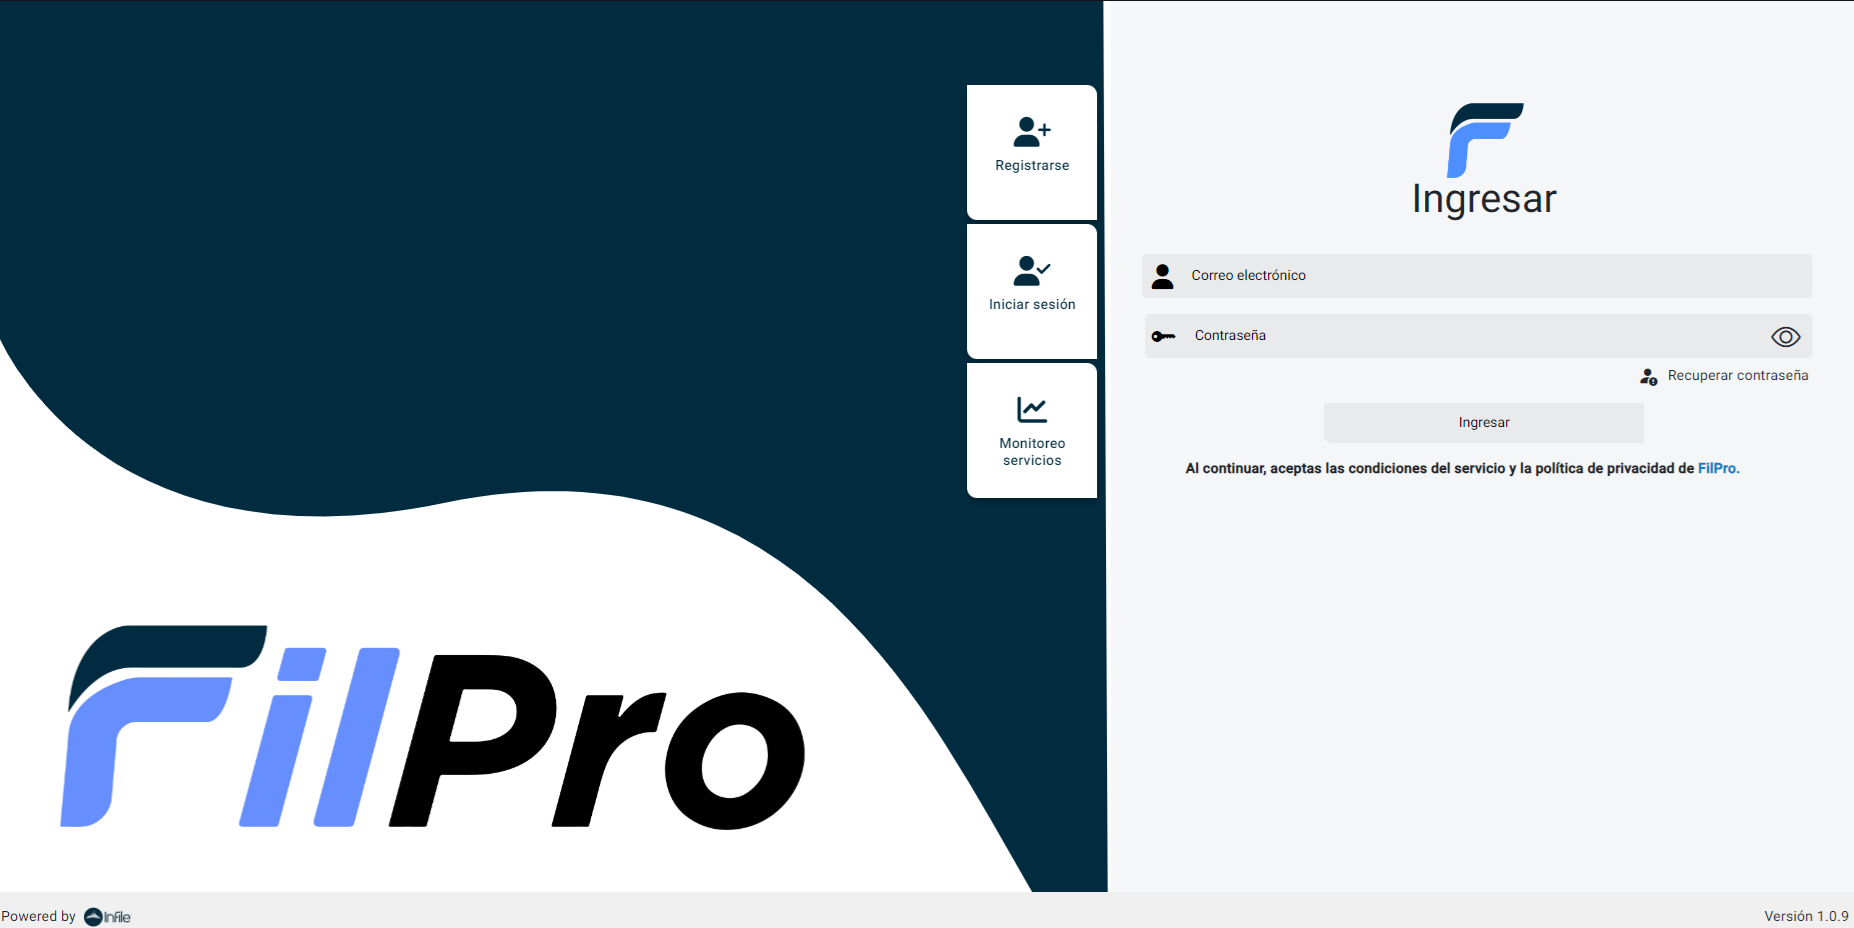 Registrarse
Iniciar sesión
Monitoreo
servicios
FilPro
Ingresar
Correo electrónico
Contraseña
Recuperar contraseña
Ingresar
Al continuar, aceptas las condiciones del servicio y la política de privacidad de FilPro.
Powered by Infile
Versión 1.0.9